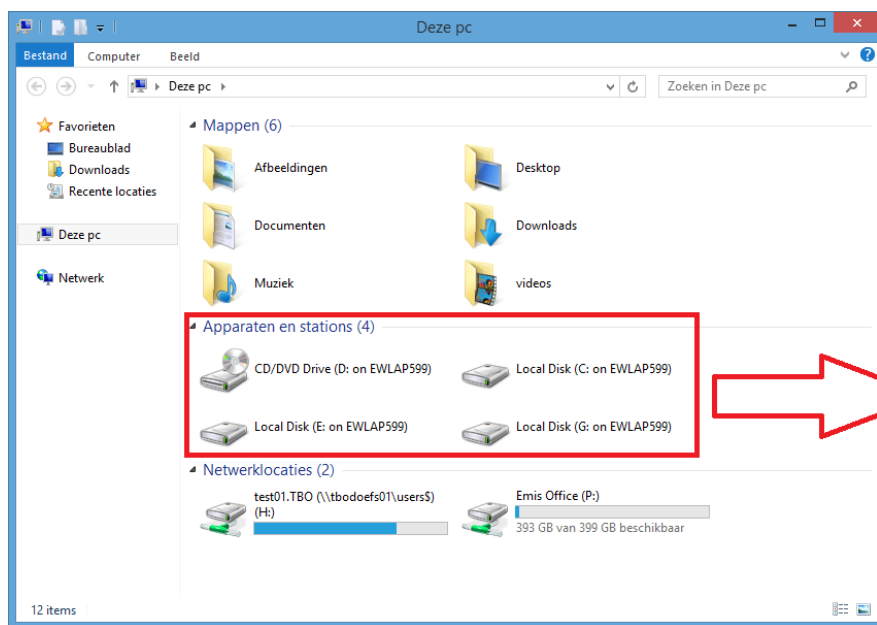 Deze pc
Bestand Computer Beeld
Deze pc
Zoeken in Deze pc
Favorieten
Bureaublad
Downloads
Recente locaties
Deze pc
Netwerk
Mappen (6)
Afbeeldingen
Desktop
Documenten
Downloads
Muziek
videos
Apparaten en stations (4)
CD/DVD Drive (D: on EWLAP599)
Local Disk (C: on EWLAP599)
Local Disk (E: on EWLAP599)
Local Disk (G: on EWLAP599)
Netwerklocaties (2)
test01.TBO (\\tbodoefs01\users$)
(H:)
Emis Office (P:)
393 GB van 399 GB beschikbaar
12 items